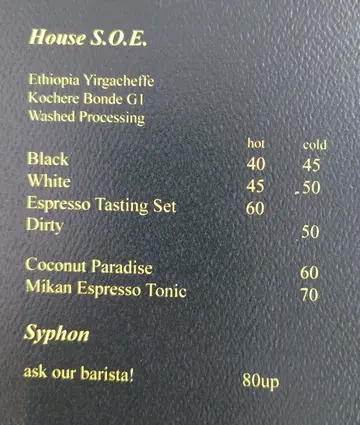 House S.O.E.
Ethiopia Yirgacheffe
Kochere Bonde G1
Washed Processing
hot cold
Black 40 45
White 45 50
Espresso Tasting Set 60
Dirty 50
Coconut Paradise 60
Mikan Espresso Tonic 70
Syphon
ask our barista! 80up